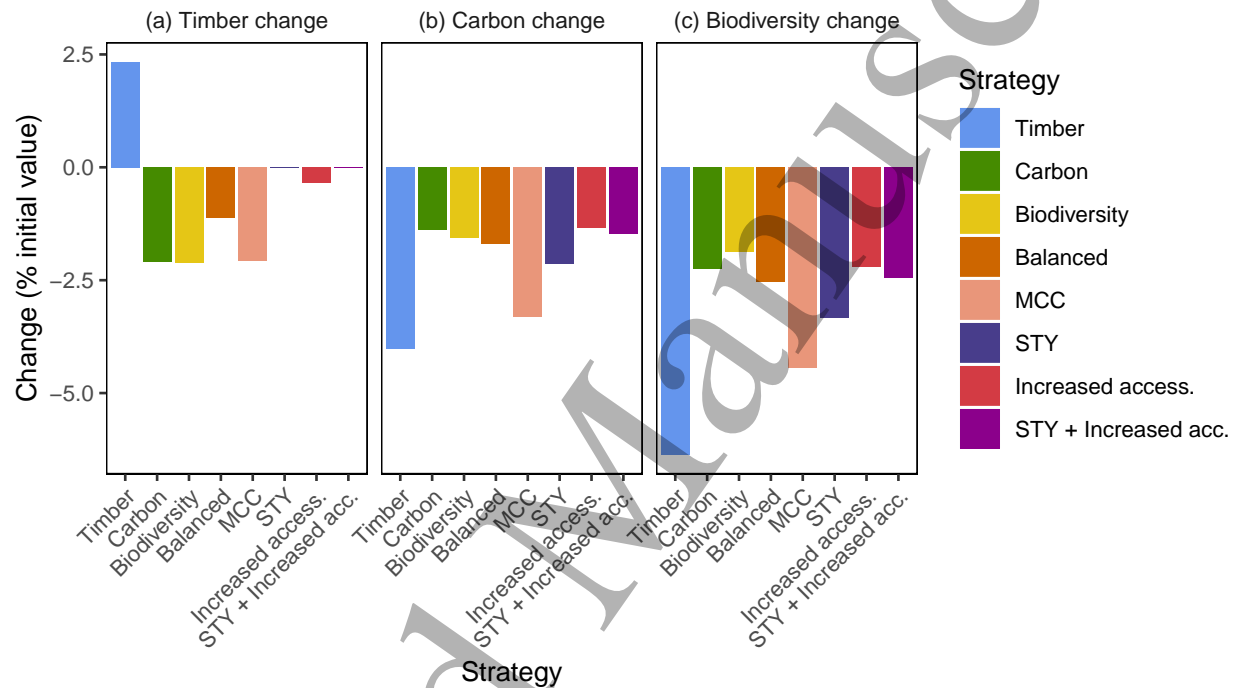 (a) Timber change
(b) Carbon change
(c) Biodiversity change
Change (% initial value)
2.5
0.0
−2.5
−5.0
Timber
Carbon
Biodiversity
Balanced
MCC
STY
Increased access.
STY + Increased acc.
Timber
Carbon
Biodiversity
Balanced
MCC
STY
Increased access.
STY + Increased acc.
Timber
Carbon
Biodiversity
Balanced
MCC
STY
Increased access.
STY + Increased acc.
Strategy
Strategy
Timber
Carbon
Biodiversity
Balanced
MCC
STY
Increased access.
STY + Increased acc.